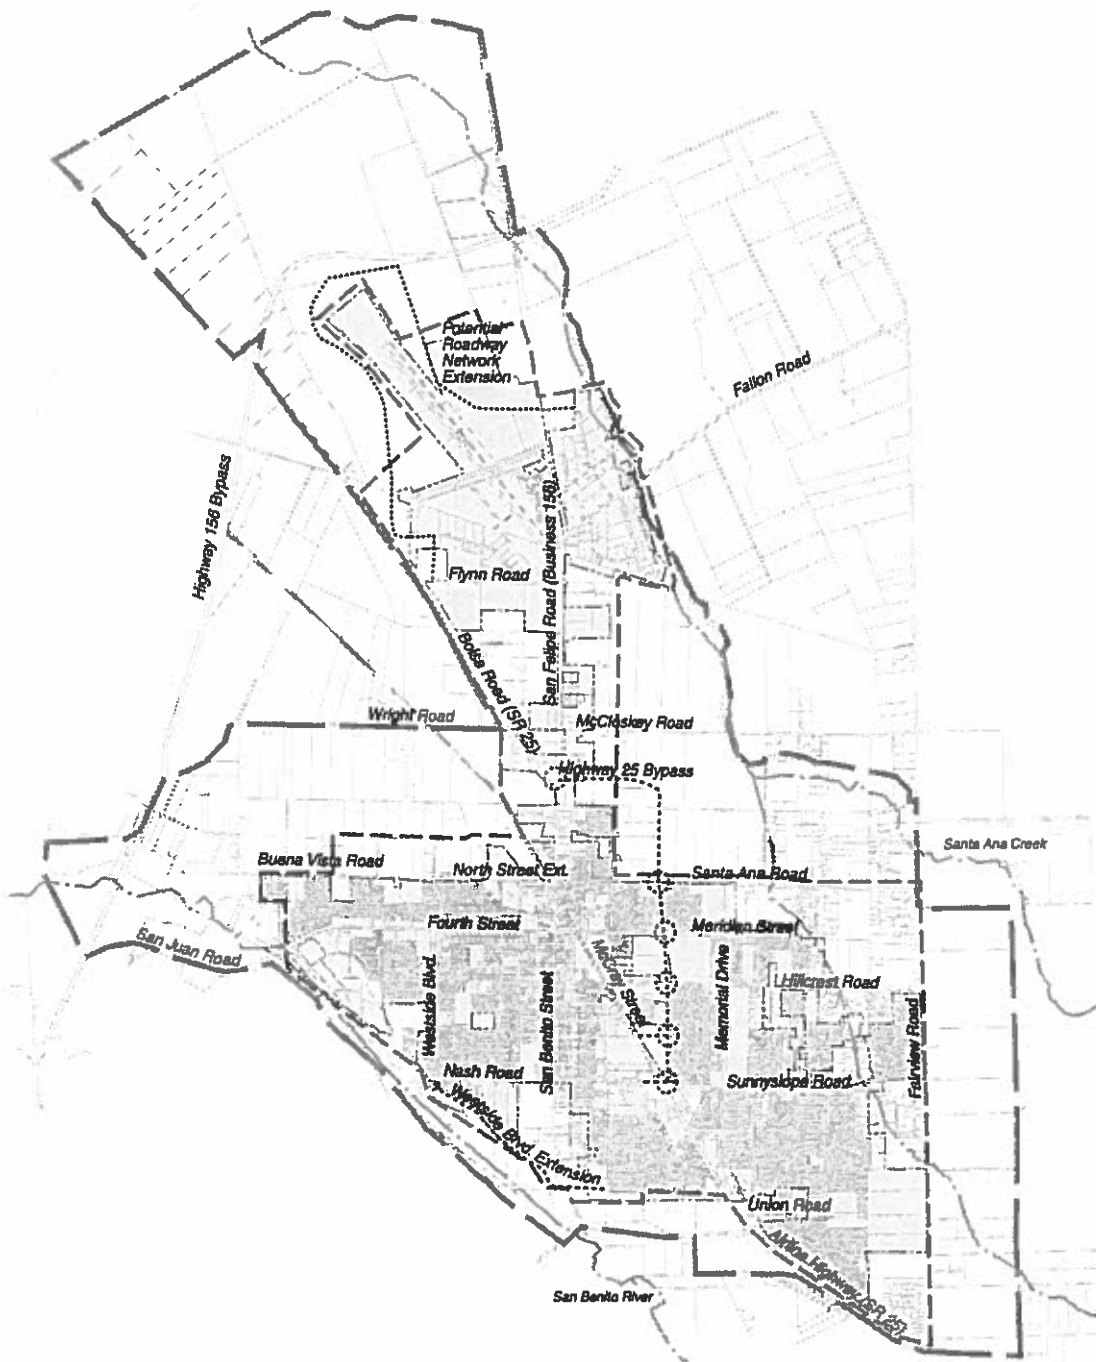 Potential
Roadway
Network
Extension
Fallon Road
Highway 156 Bypass
San Felipe Road (Business 156)
Flynn Road
Bolsa Road (SR 25)
Wright Road
McCloskey Road
Highway 25 Bypass
Santa Ana Creek
Buena Vista Road
North Street Ext.
Santa Ana Road
Fourth Street
Meridian Street
San Juan Road
Westside Blvd.
San Benito Street
Street
Memorial Drive
Hillcrest Road
Fairview Road
Nash Road
Sunnyslope Road
Westside Blvd. Extension
Union Road
Airline Highway (SR 25)
San Benito River